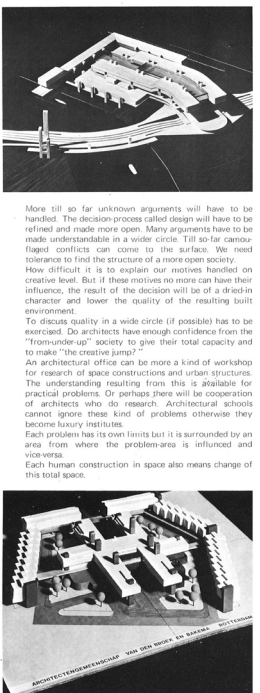 More till so far unknown arguments will have to be
handled. The decision-process called design will have to be
refined and made more open. Many arguments have to be
made understandable in a wider circle. Till so-far camou-
flaged conflicts can come to the surface. We need
tolerance to find the structure of a more open society.
How difficult it is to explain our motives handled on
creative level. But if these motives no more can have their
influence, the result of the decision will be of a dried-in
character and lower the quality of the resulting built
environment.
To discuss quality in a wide circle (if possible) has to be
exercised. Do architects have enough confidence from the
"from-under-up" society to give their total capacity and
to make "the creative jump? "
An architectural office can be more a kind of workshop
for research of space constructions and urban structures.
The understanding resulting from this is available for
practical problems. Or perhaps there will be cooperation
of architects who do research. Architectural schools
cannot ignore these kind of problems otherwise they
become luxury institutes.
Each problem has its own limits but it is surrounded by an
area from where the problem-area is influnced and
vice-versa.
Each human construction in space also means change of
this total space.
ARCHITECTENGEMEENSCHAP VAN DEN BROEK EN BAKEMA ROTTERDAM